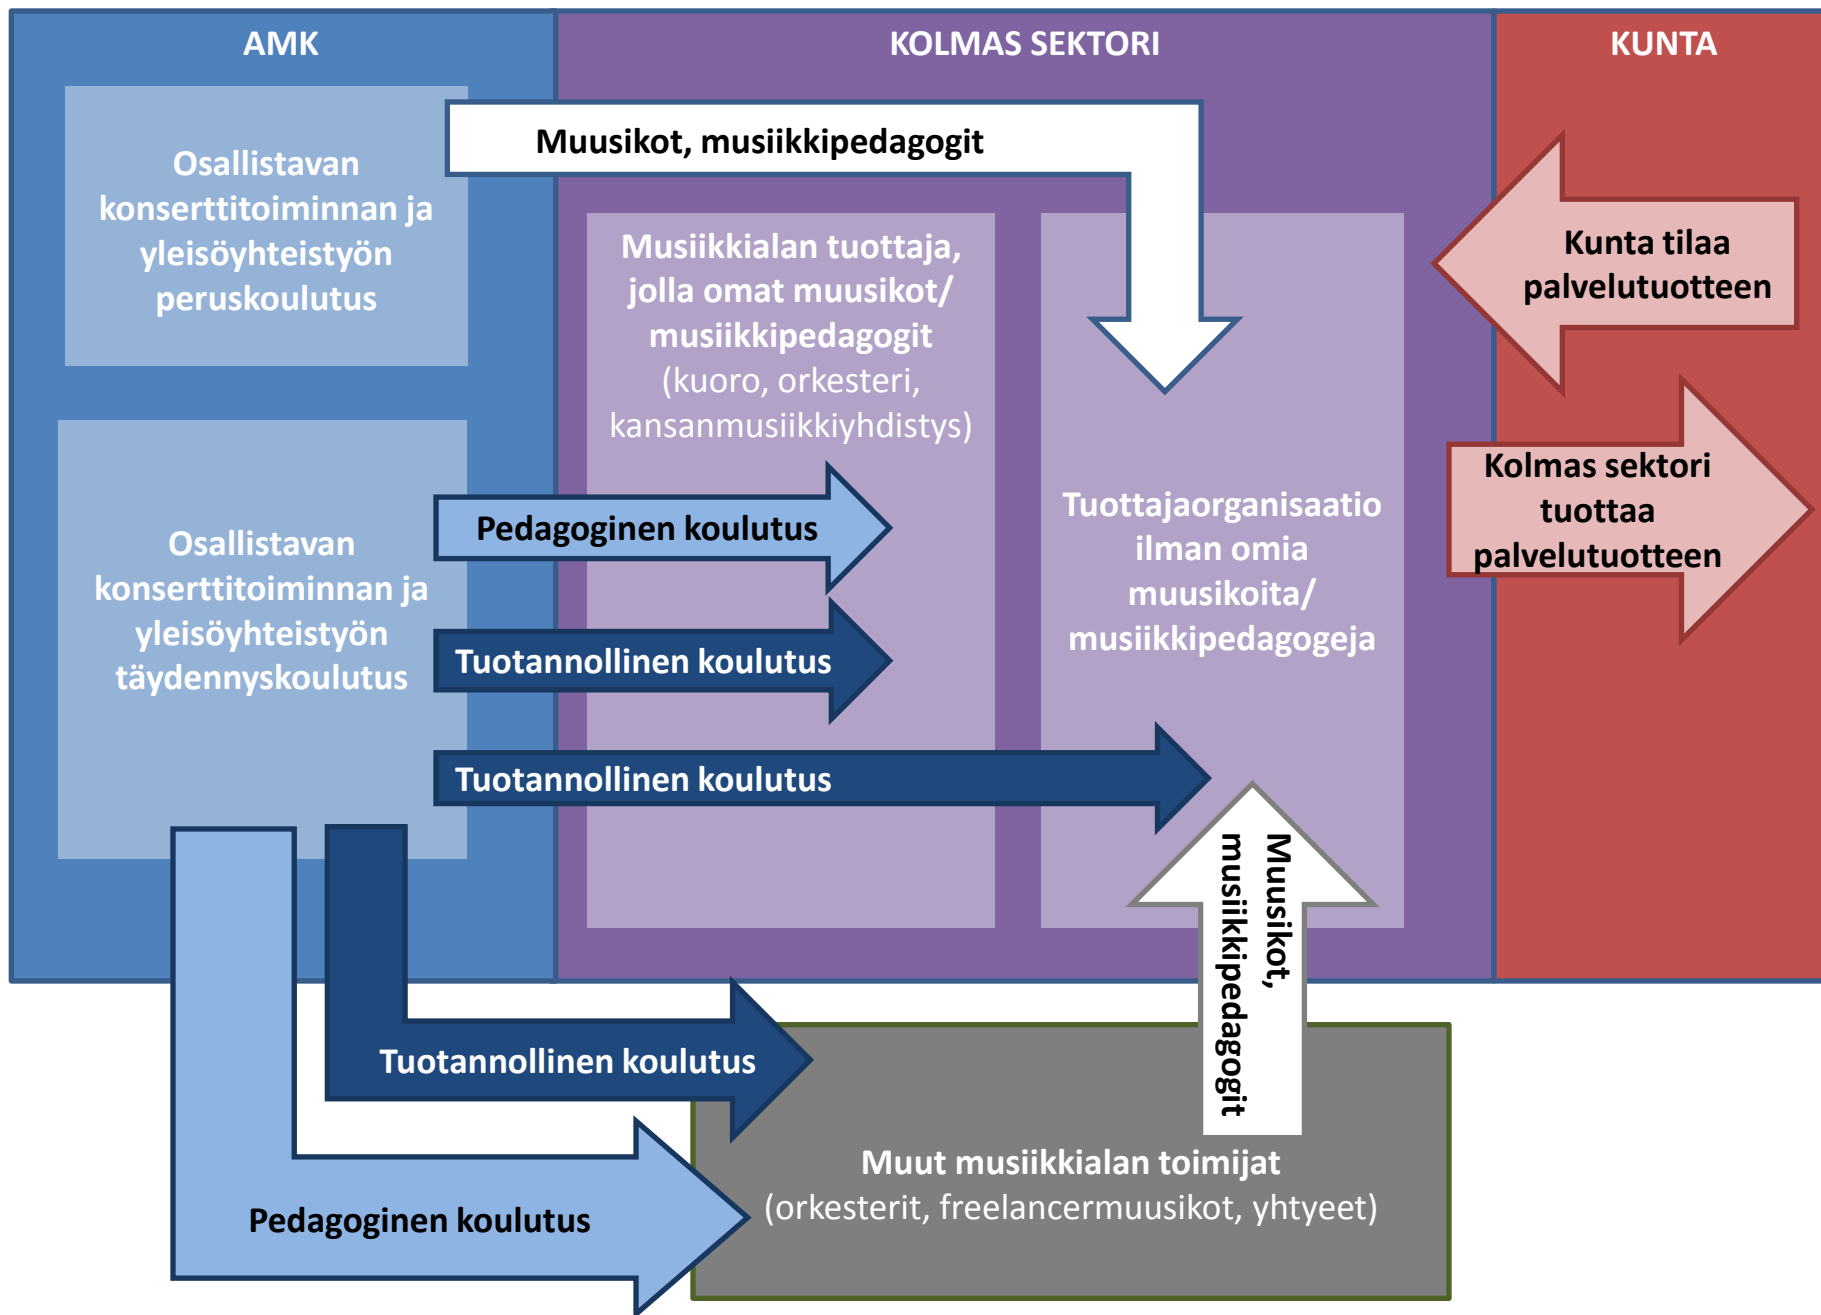 AMK
KOLMAS SEKTORI
KUNTA
Osallistavan
konserttitoiminnan ja
yleisöyhteistyön
peruskoulutus
Muusikot, musiikkipedagogit
Musiikkialan tuottaja,
jolla omat muusikot/
musiikkipedagogit
(kuoro, orkesteri,
kansanmusiikkiyhdistys)
Kunta tilaa
palvelutuotteen
Kolmas sektori
tuottaa
palvelutuotteen
Osallistavan
konserttitoiminnan ja
yleisöyhteistyön
täydennyskoulutus
Pedagoginen koulutus
Tuotannollinen koulutus
Tuotannollinen koulutus
Tuottajaorganisaatio
ilman omia
muusikoita/
musiikkipedagogeja
Muusikot,
musiikkipedagogit
Tuotannollinen koulutus
Pedagoginen koulutus
Muut musiikkialan toimijat
(orkesterit, freelancermuusikot, yhtyeet)